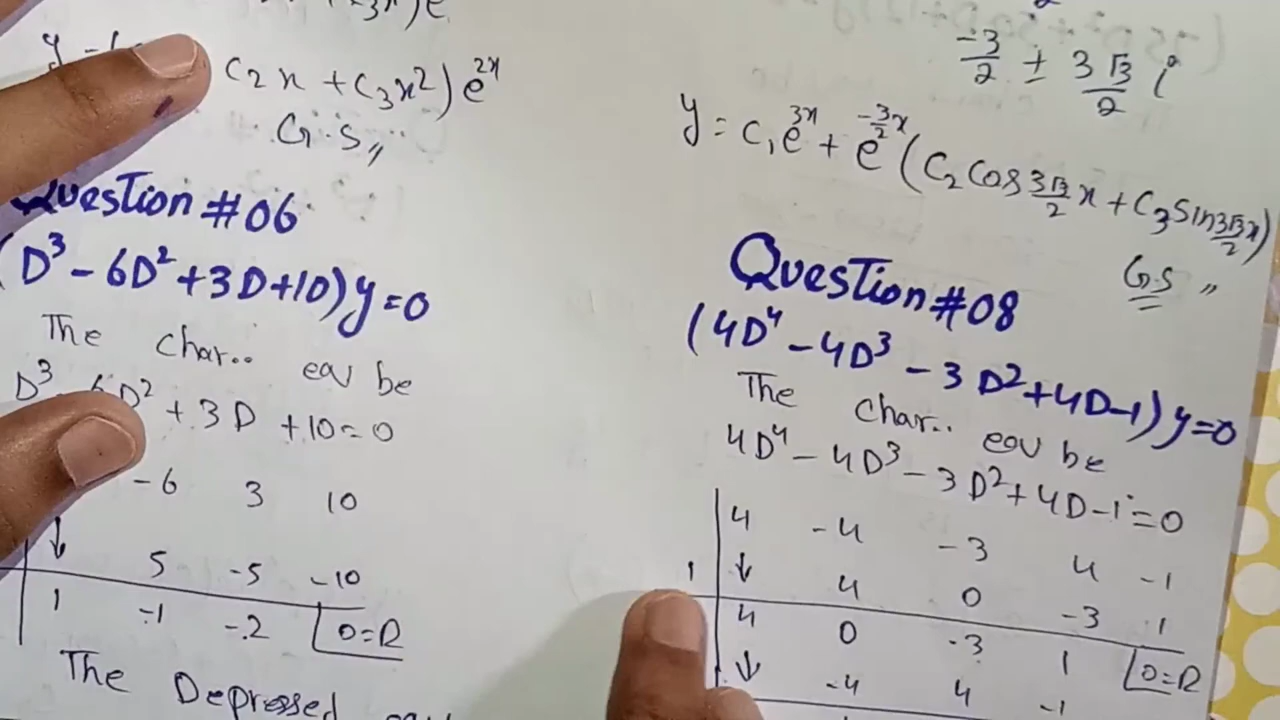 c₂x + c₃x²) e^{2x}
G.S,,
Question #06
(D³ - 6D² + 3D + 10) y = 0
The char.. eqv be
D³ - 6D² + 3D + 10 = 0
-6 3 10
↓ 5 -5 -10
1 -1 -2 0=R
The Depressed
-3/2 ± 3√3/2 i
y = c₁e^{3x} + e^{-3/2 x} (C₂ Cos 3√3/2 x + C₃ Sin 3√3/2 x)
G.S ,,
Question #08
(4D⁴ - 4D³ - 3D² + 4D - 1) y = 0
The char.. eqv be
4D⁴ - 4D³ - 3D² + 4D - 1 = 0
4 -4 -3 4 -1
1 ↓ 4 0 -3 1
4 0 -3 1 0=R
↓ -4 4 -1